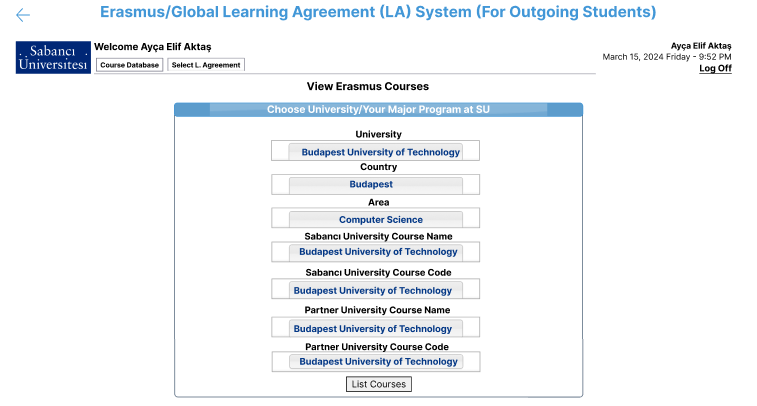 Erasmus/Global Learning Agreement (LA) System (For Outgoing Students)
. Sabancı .
Üniversitesi
Welcome Ayça Elif Aktaş
Course Database
Select L. Agreement
Ayça Elif Aktaş
March 15, 2024 Friday - 9:52 PM
Log Off
View Erasmus Courses
Choose University/Your Major Program at SU
University
Budapest University of Technology
Country
Budapest
Area
Computer Science
Sabancı University Course Name
Budapest University of Technology
Sabancı University Course Code
Budapest University of Technology
Partner University Course Name
Budapest University of Technology
Partner University Course Code
Budapest University of Technology
List Courses